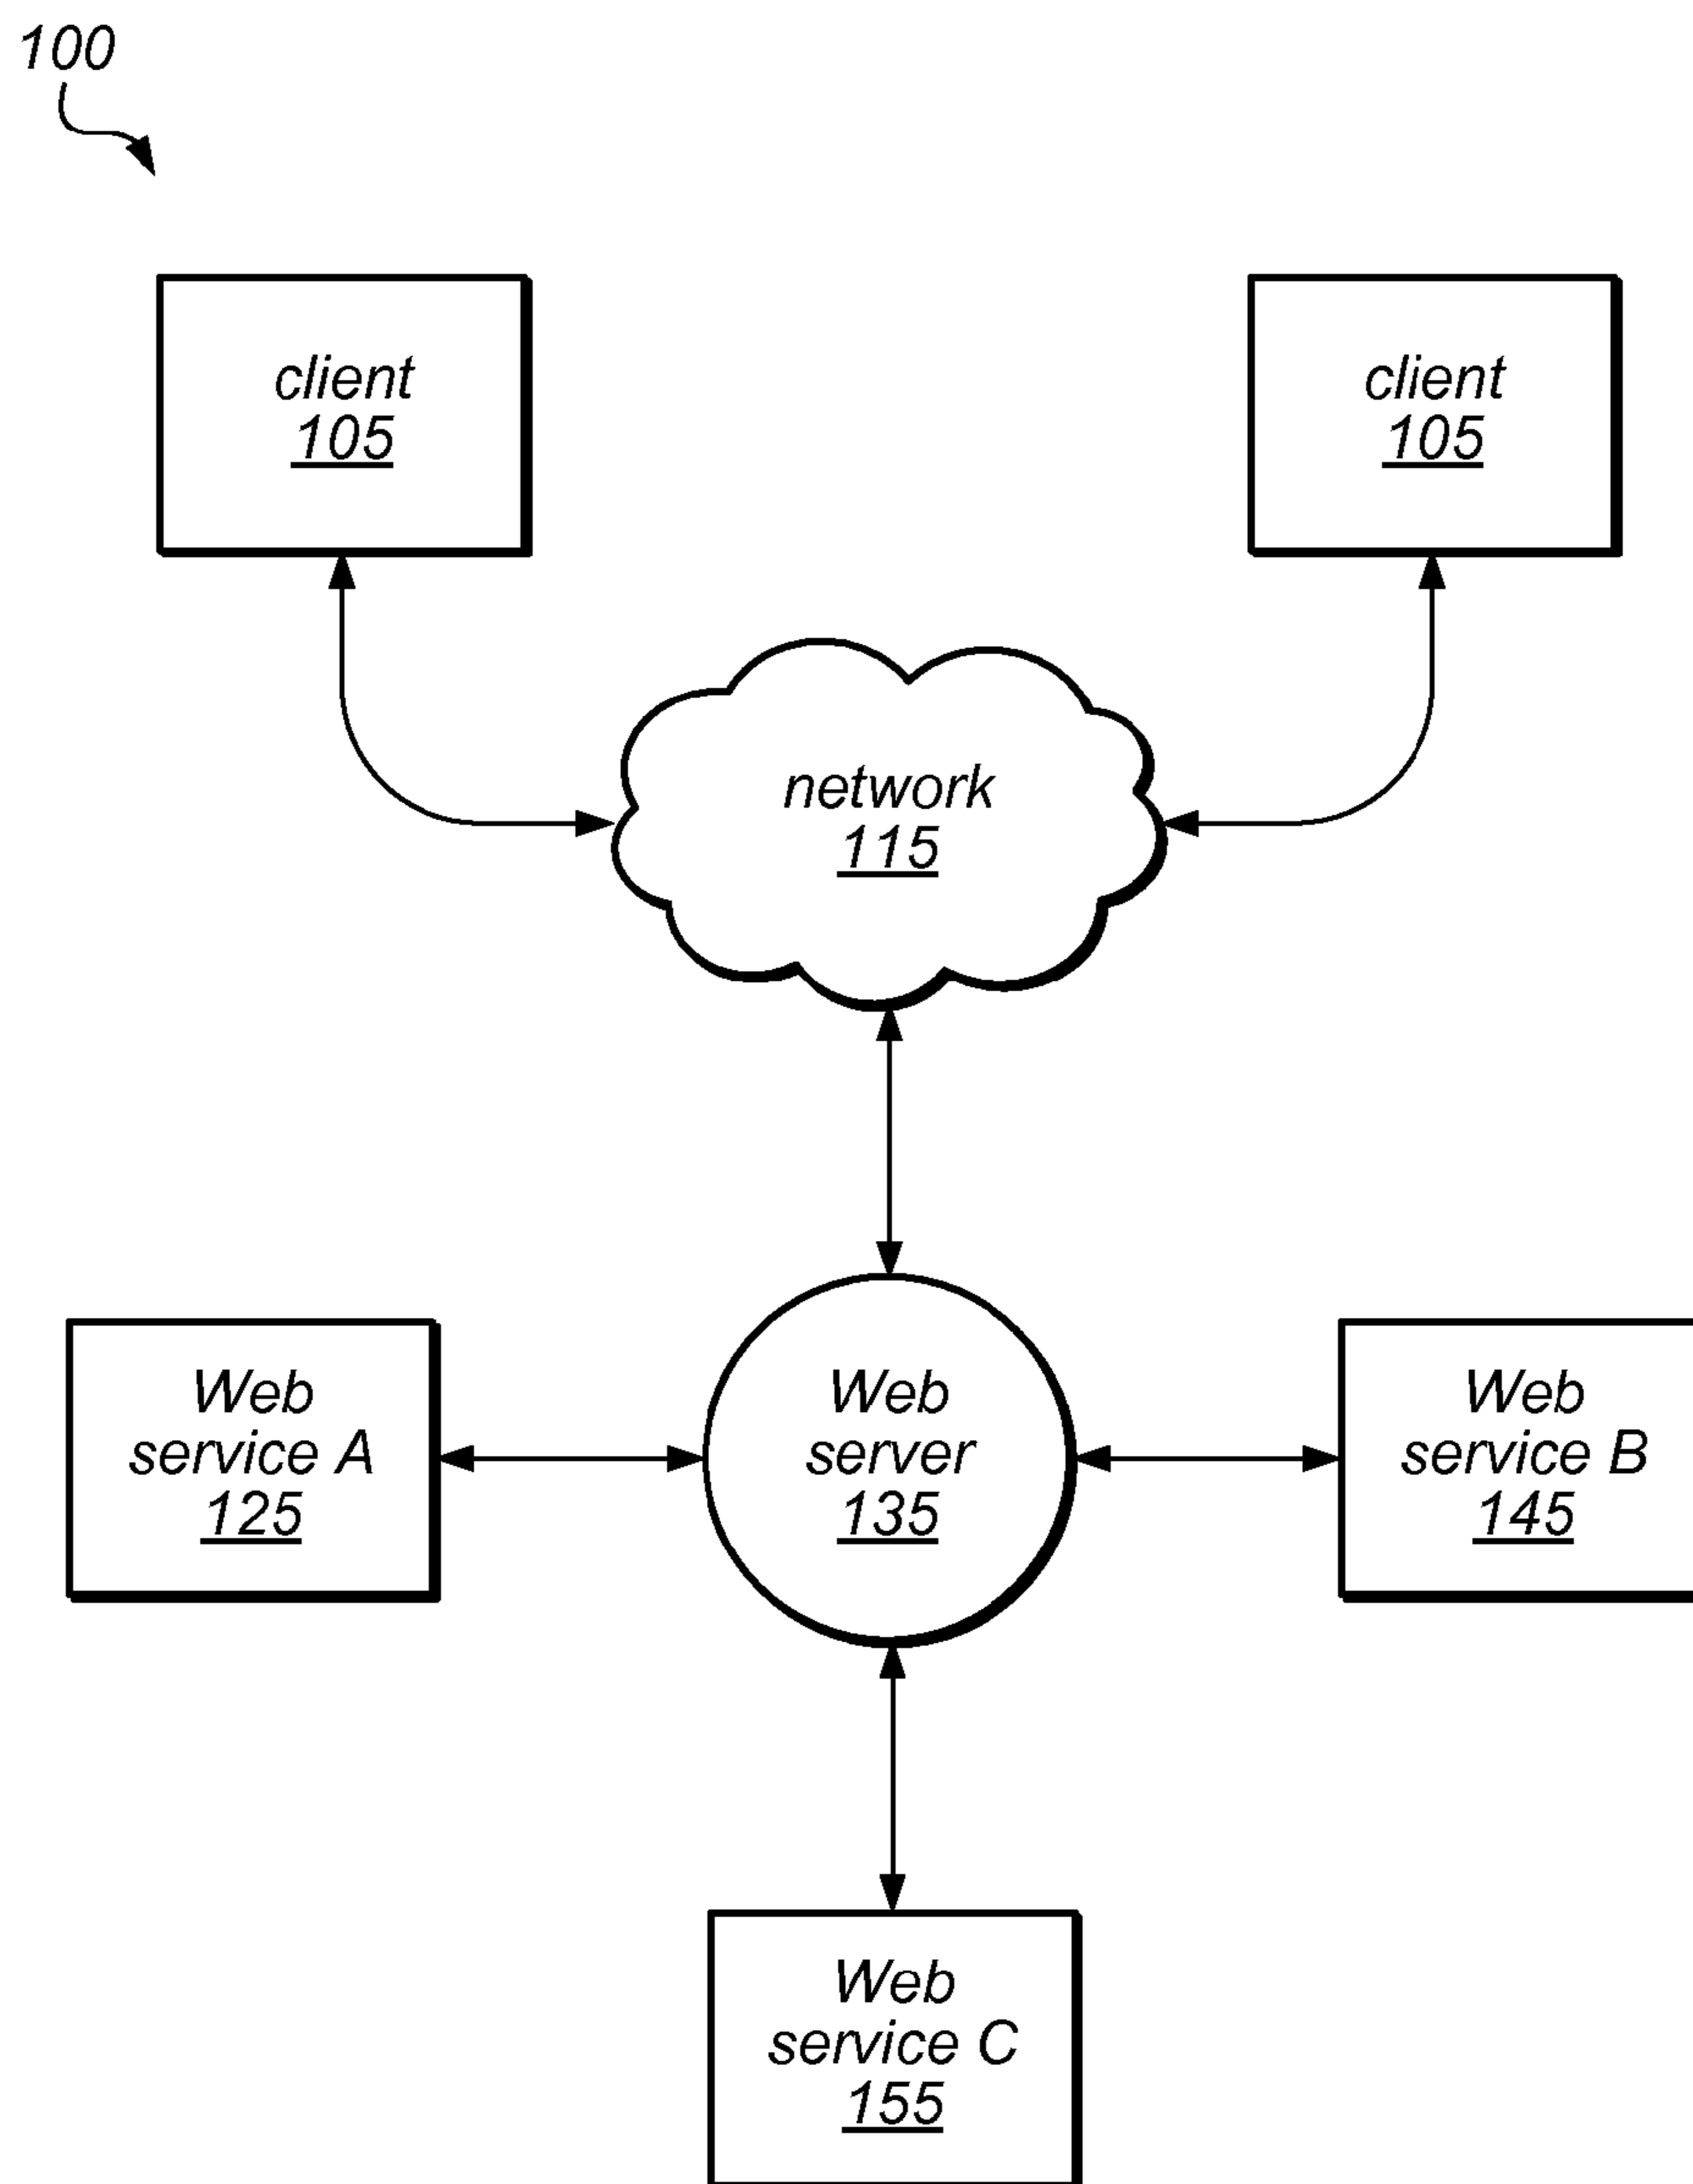 100
client
105
client
105
network
115
Web
service A
125
Web
server
135
Web
service B
145
Web
service C
155